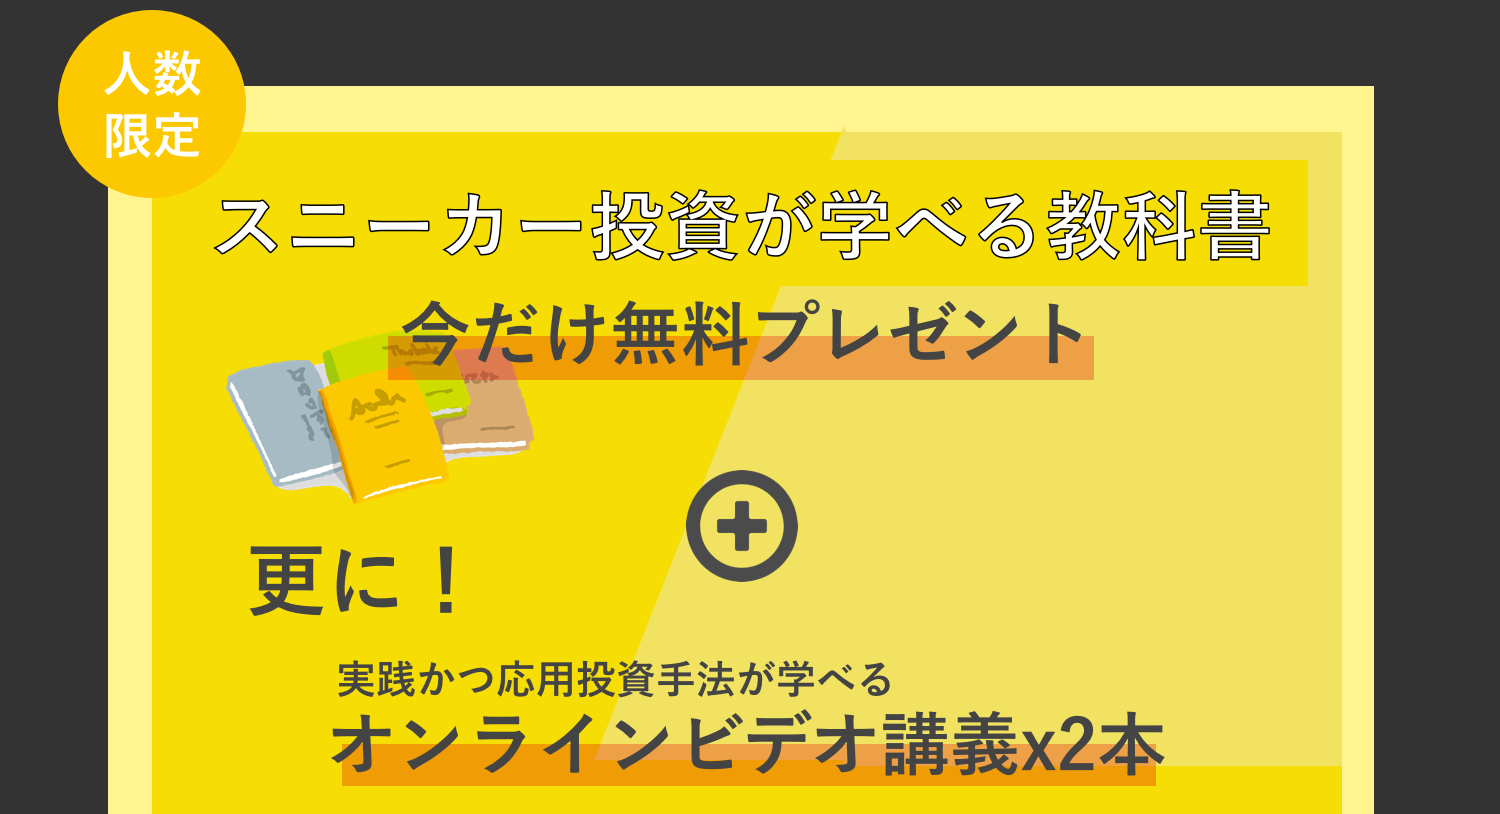 人数
限定
スニーカー投資が学べる教科書
今だけ無料プレゼント
更に！
実践かつ応用投資手法が学べる
オンラインビデオ講義x2本